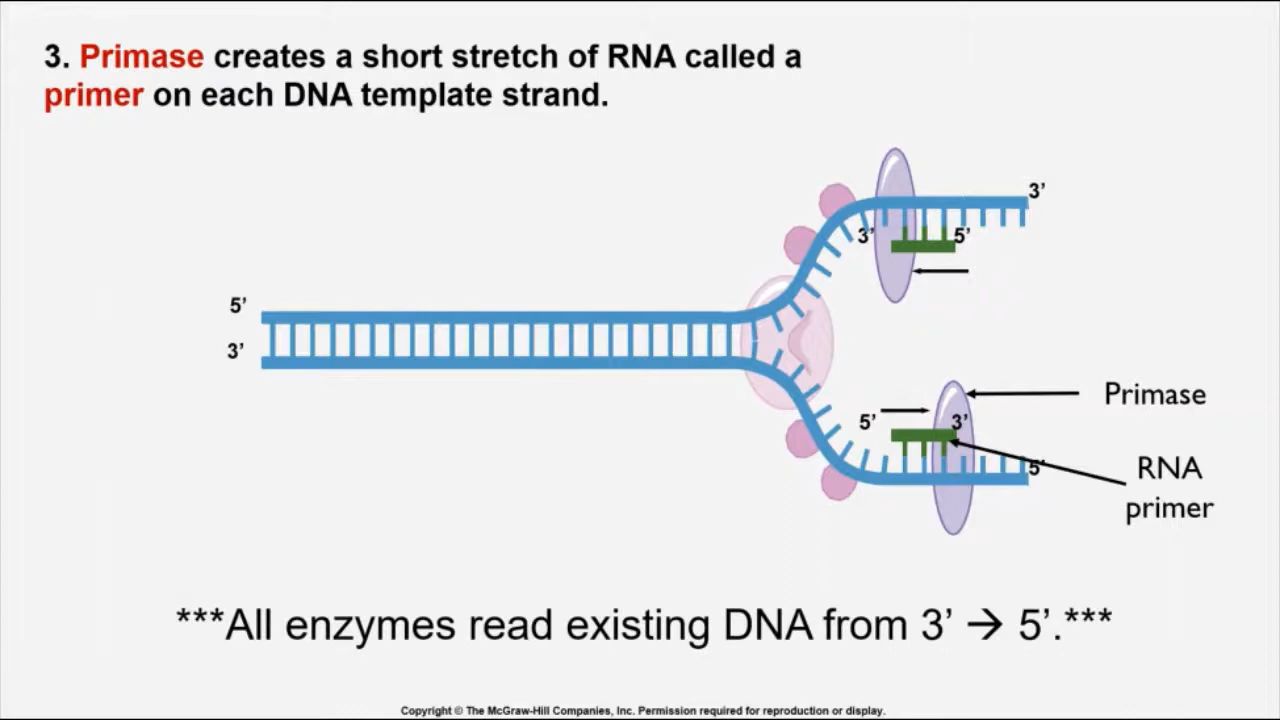 3. Primase creates a short stretch of RNA called a
primer on each DNA template strand.
3’
3’
5’
5’
3’
Primase
5’
3’
5’
RNA
primer
***All enzymes read existing DNA from 3’ → 5’.***
Copyright © The McGraw-Hill Companies, Inc. Permission required for reproduction or display.